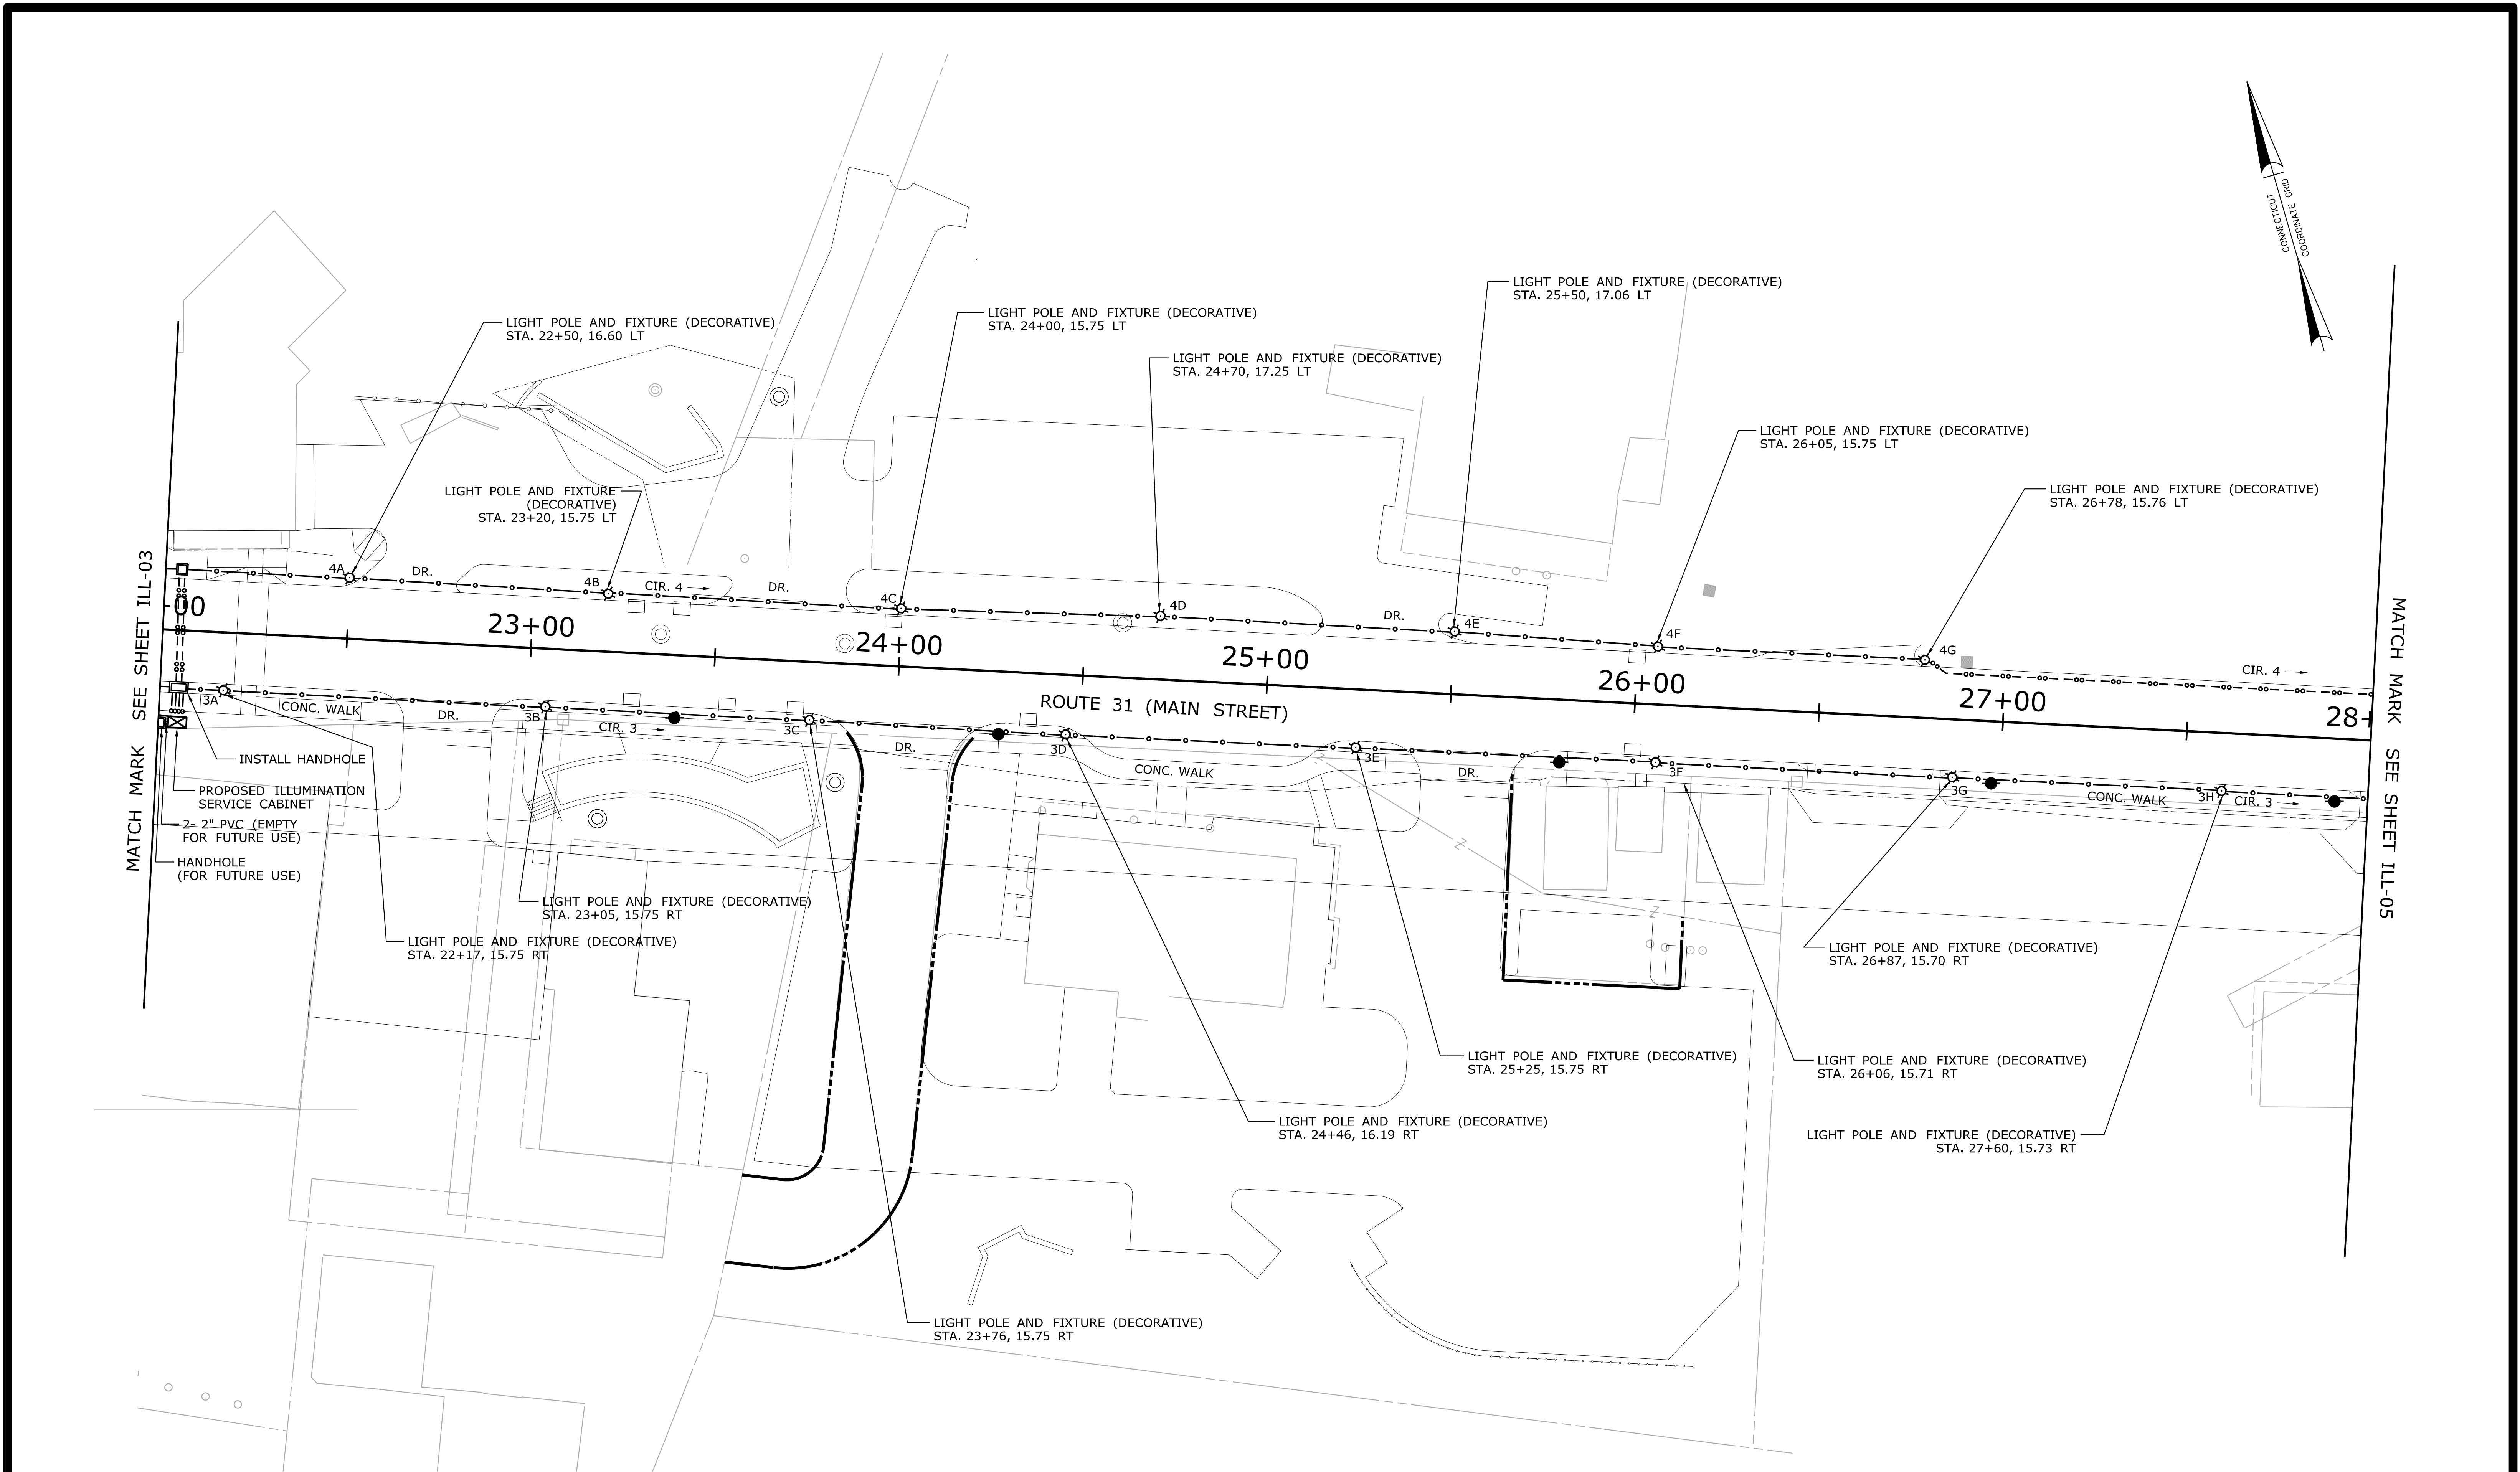 CONNECTICUT
COORDINATE GRID
LIGHT POLE AND FIXTURE (DECORATIVE)
STA. 22+50, 16.60 LT
LIGHT POLE AND FIXTURE (DECORATIVE)
STA. 24+00, 15.75 LT
LIGHT POLE AND FIXTURE (DECORATIVE)
STA. 25+50, 17.06 LT
LIGHT POLE AND FIXTURE (DECORATIVE)
STA. 24+70, 17.25 LT
LIGHT POLE AND FIXTURE (DECORATIVE)
STA. 26+05, 15.75 LT
LIGHT POLE AND FIXTURE
(DECORATIVE)
STA. 23+20, 15.75 LT
LIGHT POLE AND FIXTURE (DECORATIVE)
STA. 26+78, 15.76 LT
MATCH MARK SEE SHEET ILL-03
4A
DR.
4B
CIR. 4
DR.
4C
4D
DR.
4E
4F
4G
CIR. 4
00
23+00
24+00
25+00
26+00
27+00
28+
ROUTE 31 (MAIN STREET)
MATCH MARK SEE SHEET ILL-05
3A
CONC. WALK
DR.
3B
CIR. 3
3C
DR.
3D
CONC. WALK
3E
DR.
3F
3G
CONC. WALK
3H
CIR. 3
INSTALL HANDHOLE
PROPOSED ILLUMINATION
SERVICE CABINET
2- 2" PVC (EMPTY
FOR FUTURE USE)
HANDHOLE
(FOR FUTURE USE)
LIGHT POLE AND FIXTURE (DECORATIVE)
STA. 23+05, 15.75 RT
LIGHT POLE AND FIXTURE (DECORATIVE)
STA. 22+17, 15.75 RT
LIGHT POLE AND FIXTURE (DECORATIVE)
STA. 26+87, 15.70 RT
LIGHT POLE AND FIXTURE (DECORATIVE)
STA. 25+25, 15.75 RT
LIGHT POLE AND FIXTURE (DECORATIVE)
STA. 26+06, 15.71 RT
LIGHT POLE AND FIXTURE (DECORATIVE)
STA. 24+46, 16.19 RT
LIGHT POLE AND FIXTURE (DECORATIVE)
STA. 27+60, 15.73 RT
LIGHT POLE AND FIXTURE (DECORATIVE)
STA. 23+76, 15.75 RT